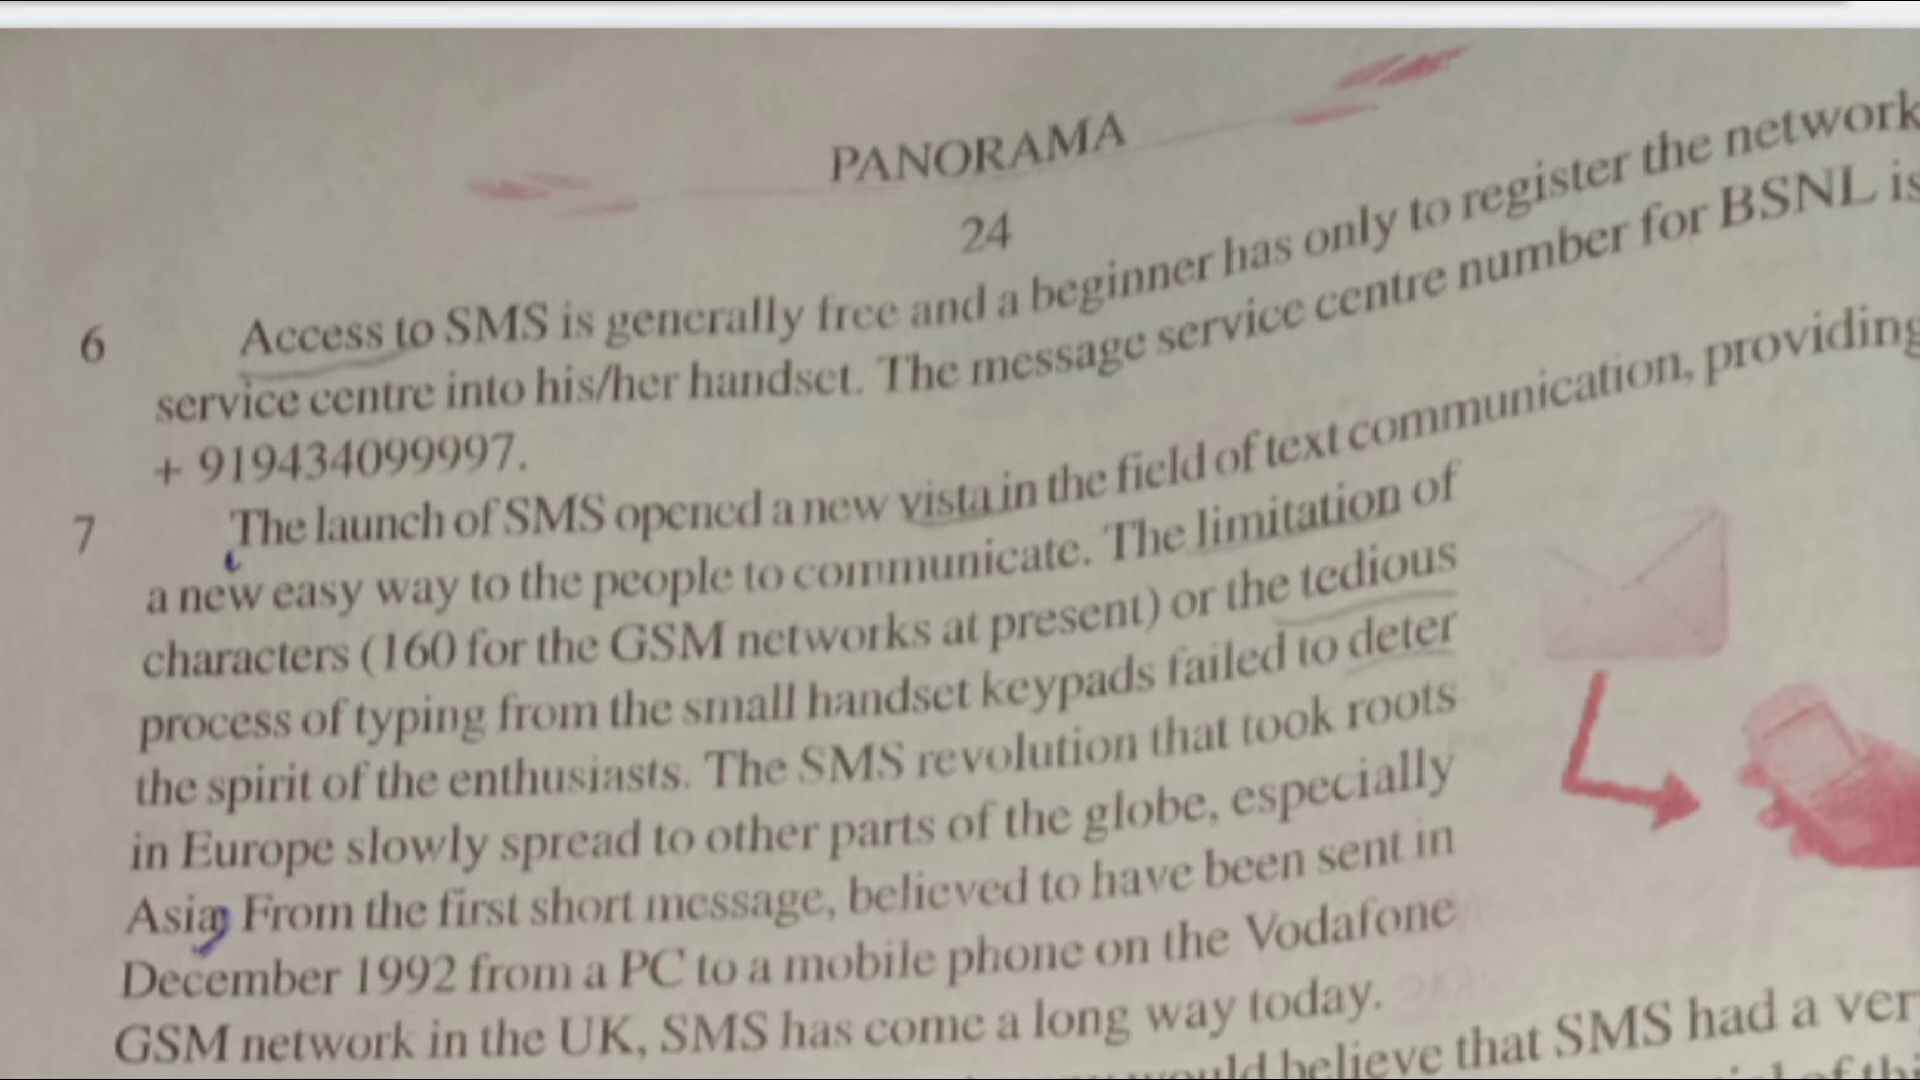 PANORAMA
24
6 Access to SMS is generally free and a beginner has only to register the network
service centre into his/her handset. The message service centre number for BSNL is
+ 919434099997.
7 The launch of SMS opened a new vista in the field of text communication, providing
a new easy way to the people to communicate. The limitation of
characters (160 for the GSM networks at present) or the tedious
process of typing from the small handset keypads failed to deter
the spirit of the enthusiasts. The SMS revolution that took roots
in Europe slowly spread to other parts of the globe, especially
Asia, From the first short message, believed to have been sent in
December 1992 from a PC to a mobile phone on the Vodafone
GSM network in the UK, SMS has come a long way today.
believe that SMS had a